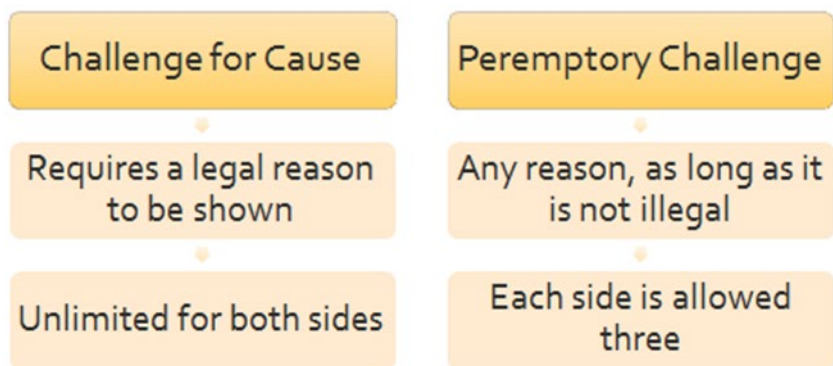 Challenge for Cause
Requires a legal reason
to be shown
Unlimited for both sides
Peremptory Challenge
Any reason, as long as it
is not illegal
Each side is allowed
three